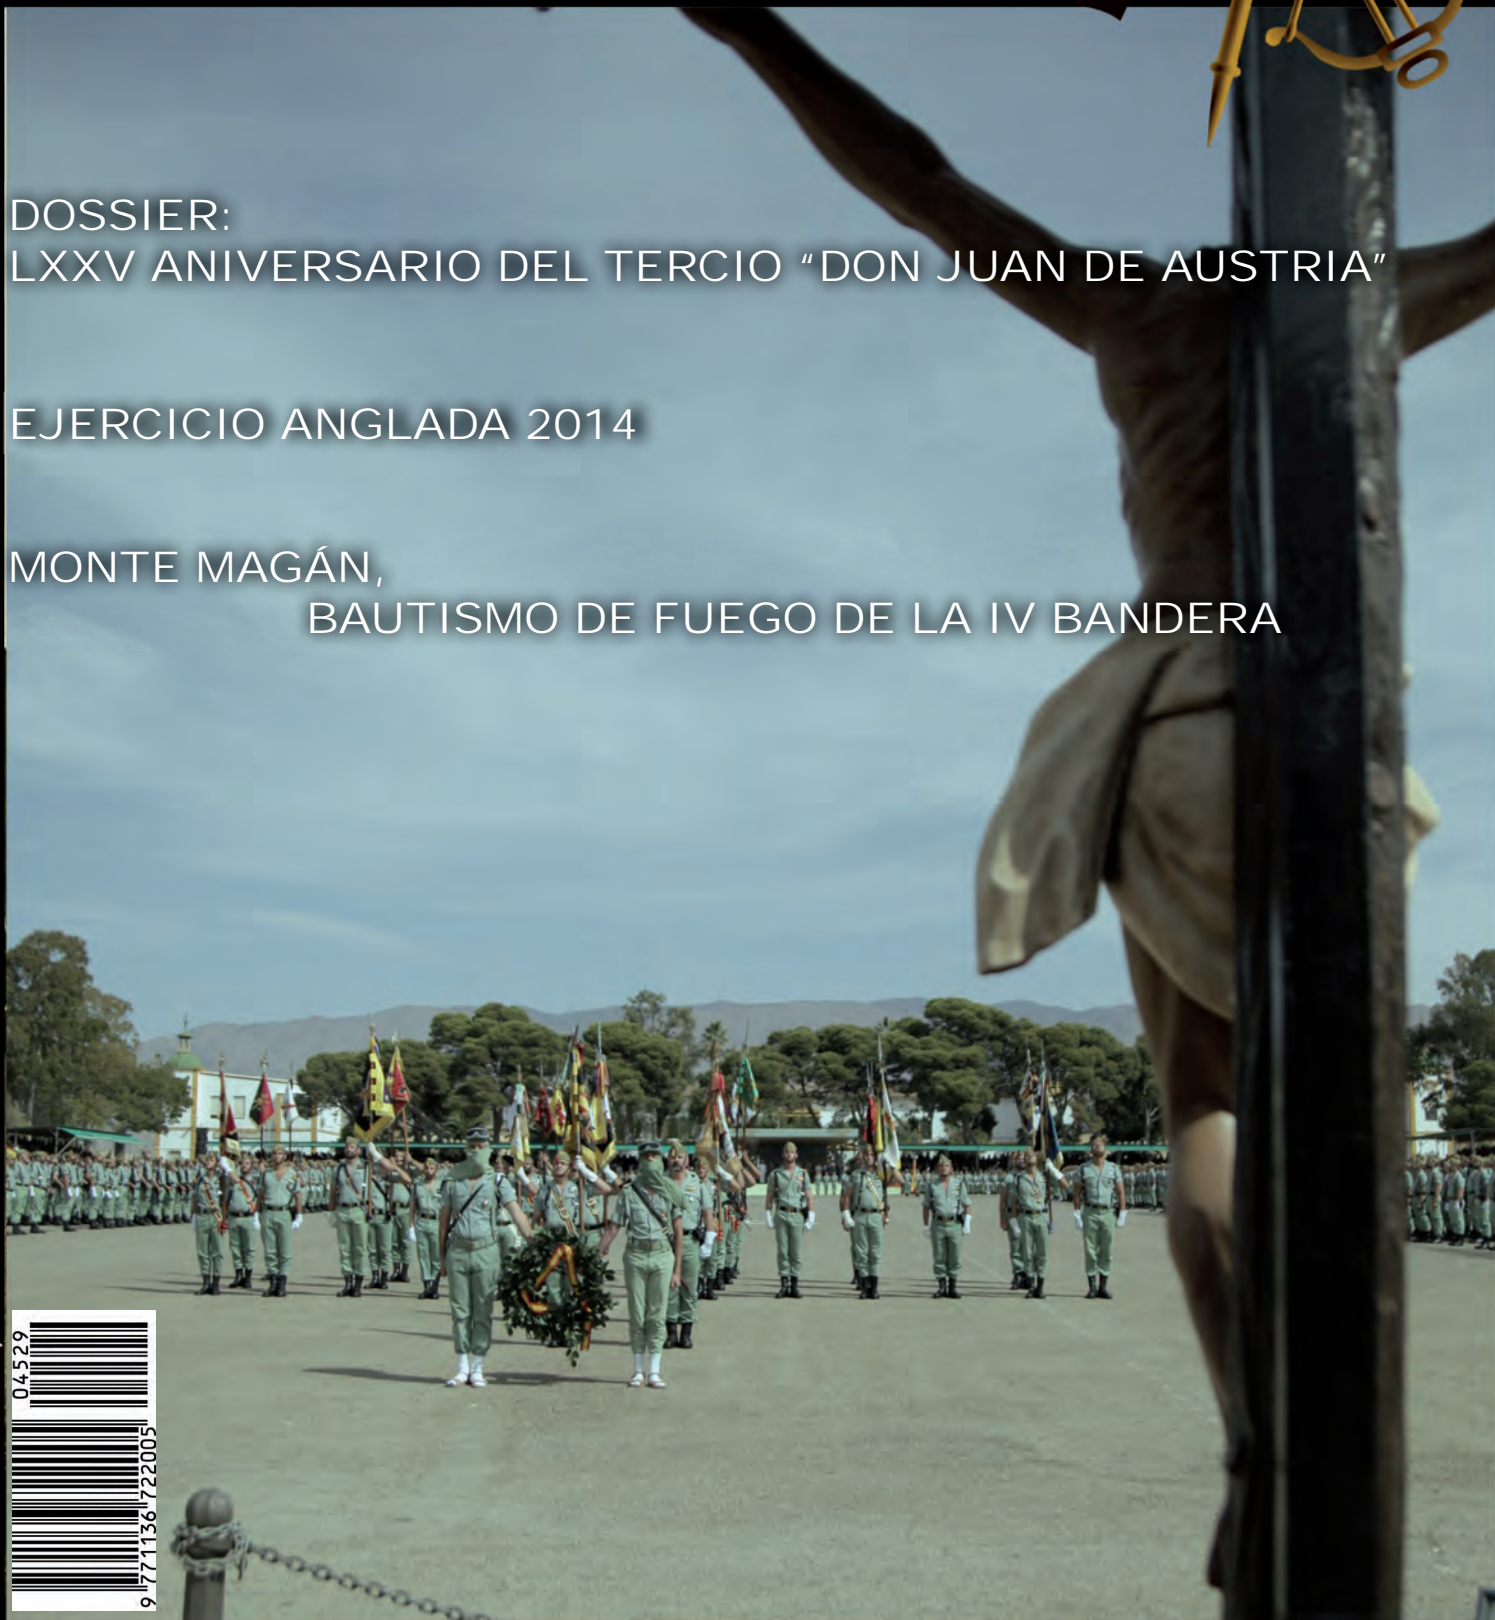 DOSSIER:
LXXV ANIVERSARIO DEL TERCIO “DON JUAN DE AUSTRIA”
EJERCICIO ANGLADA 2014
MONTE MAGÁN,
BAUTISMO DE FUEGO DE LA IV BANDERA
04529
9 771136 722005